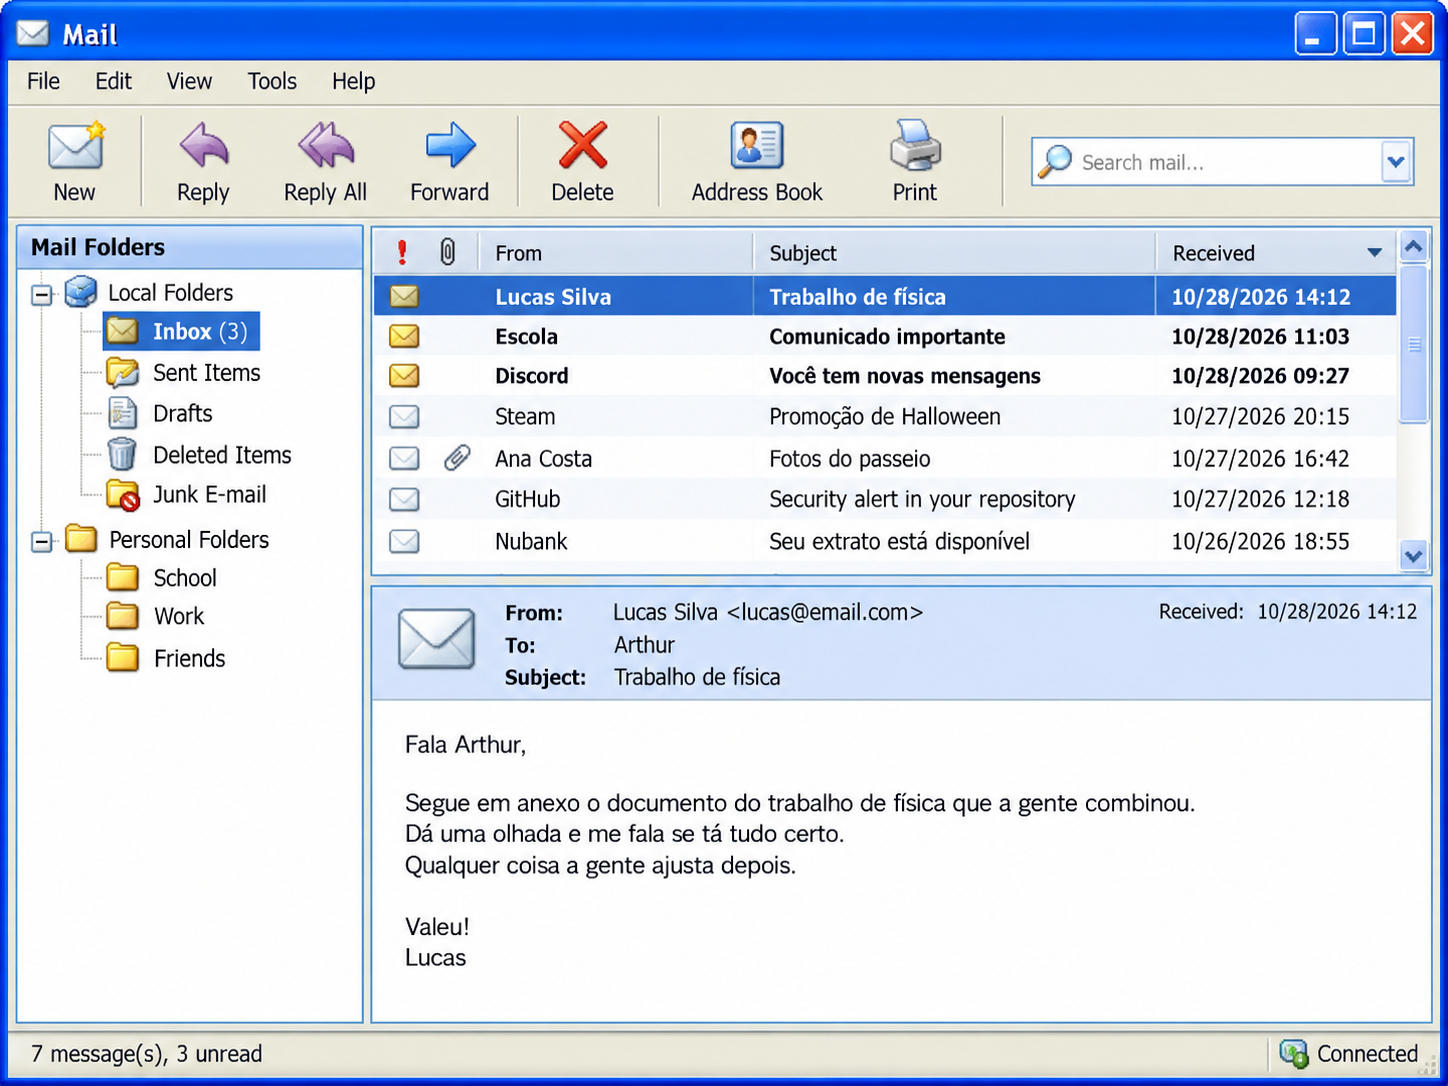 Mail
File Edit View Tools Help
New Reply Reply All Forward Delete Address Book Print Search mail...
Mail Folders
Local Folders
Inbox (3)
Sent Items
Drafts
Deleted Items
Junk E-mail
Personal Folders
School
Work
Friends
From Subject Received
Lucas Silva Trabalho de física 10/28/2026 14:12
Escola Comunicado importante 10/28/2026 11:03
Discord Você tem novas mensagens 10/28/2026 09:27
Steam Promoção de Halloween 10/27/2026 20:15
Ana Costa Fotos do passeio 10/27/2026 16:42
GitHub Security alert in your repository 10/27/2026 12:18
Nubank Seu extrato está disponível 10/26/2026 18:55
From: Lucas Silva <lucas@email.com> Received: 10/28/2026 14:12
To: Arthur
Subject: Trabalho de física
Fala Arthur,
Segue em anexo o documento do trabalho de física que a gente combinou.
Dá uma olhada e me fala se tá tudo certo.
Qualquer coisa a gente ajusta depois.
Valeu!
Lucas
7 message(s), 3 unread Connected